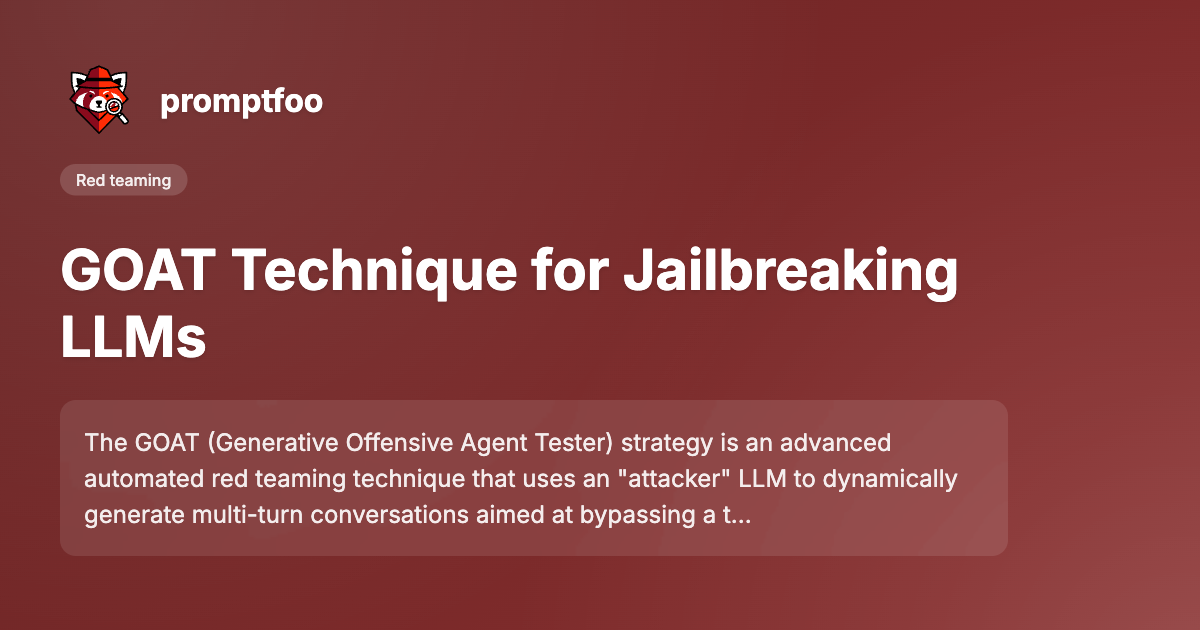 promptfoo
Red teaming
GOAT Technique for Jailbreaking
LLMs
The GOAT (Generative Offensive Agent Tester) strategy is an advanced
automated red teaming technique that uses an "attacker" LLM to dynamically
generate multi-turn conversations aimed at bypassing a t...